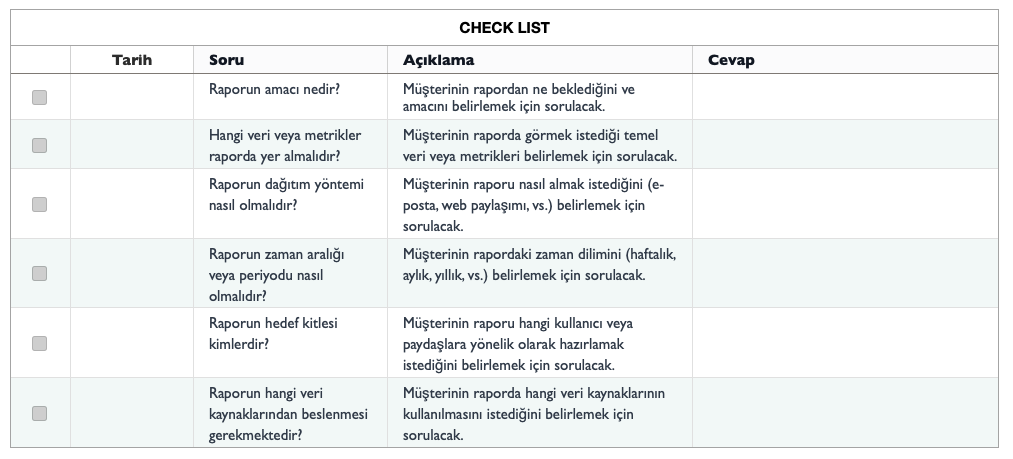 CHECK LIST
Tarih Soru Açıklama Cevap
Raporun amacı nedir?
Müşterinin rapordan ne beklediğini ve
amacını belirlemek için sorulacak.
Hangi veri veya metrikler
raporda yer almalıdır?
Müşterinin raporda görmek istediği temel
veri veya metrikleri belirlemek için sorulacak.
Raporun dağıtım yöntemi
nasıl olmalıdır?
Müşterinin raporu nasıl almak istediğini (e-
posta, web paylaşımı, vs.) belirlemek için
sorulacak.
Raporun zaman aralığı
veya periyodu nasıl
olmalıdır?
Müşterinin rapordaki zaman dilimini (haftalık,
aylık, yıllık, vs.) belirlemek için sorulacak.
Raporun hedef kitlesi
kimlerdir?
Müşterinin raporu hangi kullanıcı veya
paydaşlara yönelik olarak hazırlamak
istediğini belirlemek için sorulacak.
Raporun hangi veri
kaynaklarından beslenmesi
gerekmektedir?
Müşterinin raporda hangi veri kaynaklarının
kullanılmasını istediğini belirlemek için
sorulacak.